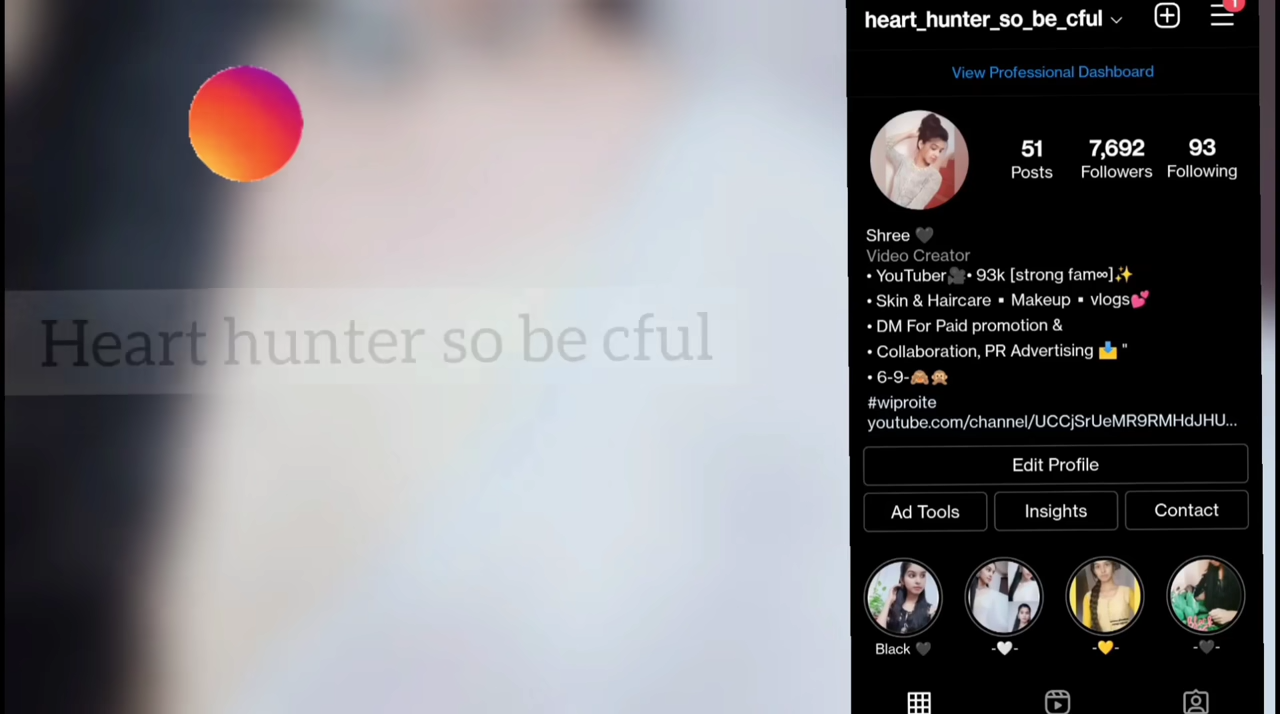 heart_hunter_so_be_cful
1
View Professional Dashboard
51 7,692 93
Posts Followers Following
Shree 🖤
Video Creator
• YouTuber🎥• 93k [strong fam∞]✨
• Skin & Haircare ▪ Makeup ▪ vlogs💕
• DM For Paid promotion &
• Collaboration, PR Advertising 📩 "
• 6-9-🙈🙊
#wiproite
youtube.com/channel/UCCjSrUeMR9RMHdJHU...
Edit Profile
Ad Tools Insights Contact
Black 🖤 -🤍- -💛- -🖤-
Heart hunter so be cful